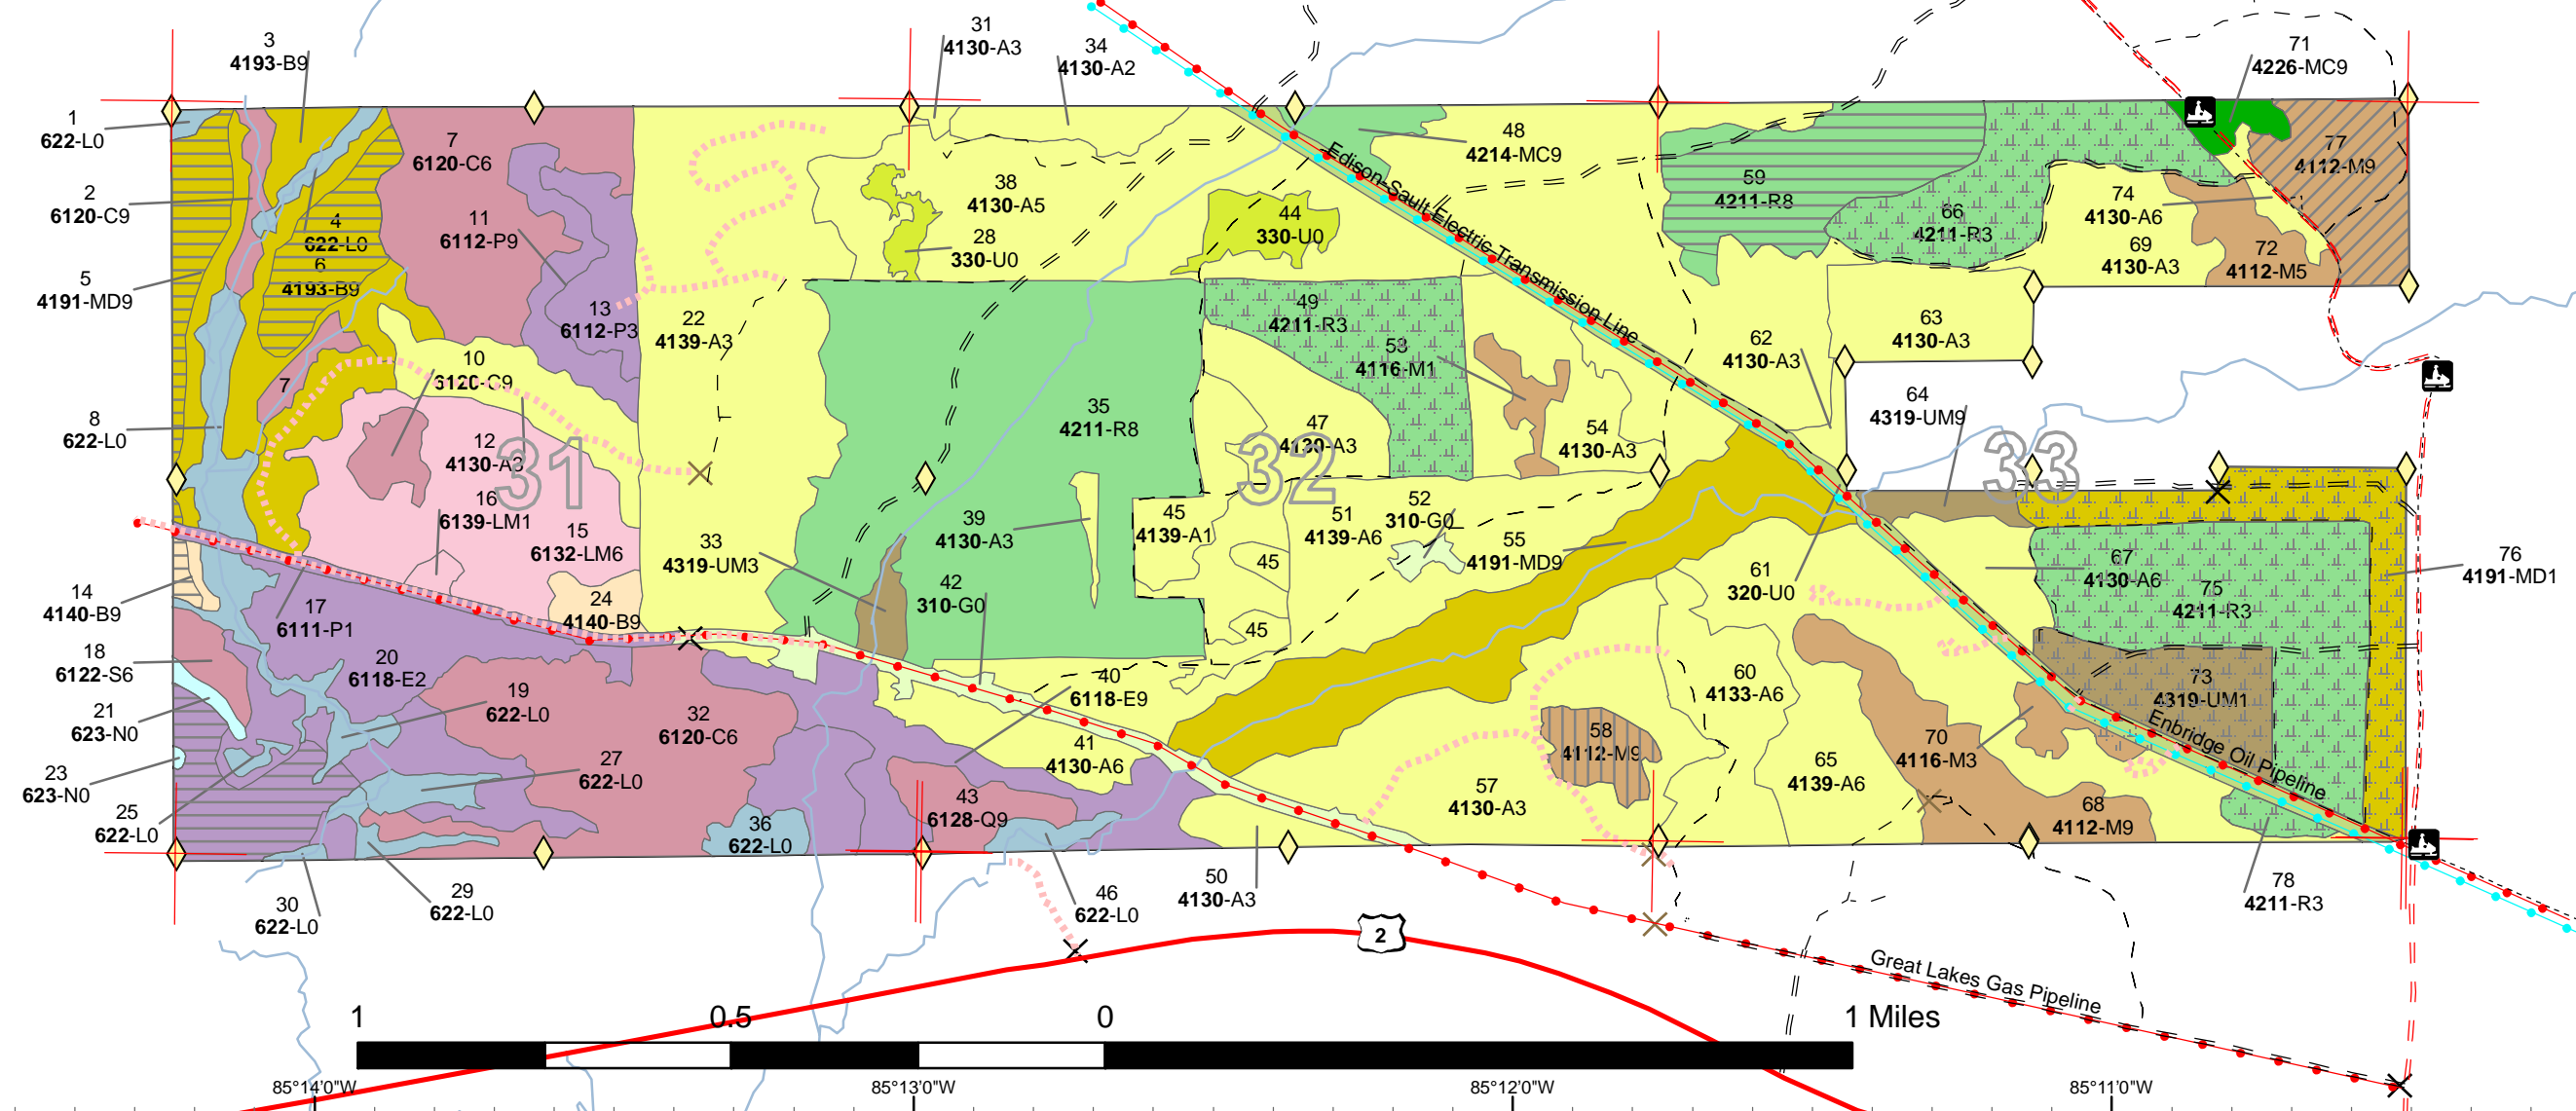 3
4193-B9
31
4130-A3
34
4130-A2
71
4226-MC9
1
622-L0
7
6120-C6
48
4214-MC9
77
4112-M9
2
6120-C9
4
622-L0
11
6112-P9
38
4130-A5
44
330-U0
Edison-Sault Electric Transmission Line
59
4211-R8
66
4211-R3
74
4130-A6
69
4130-A3
72
4112-M5
28
330-U0
5
4191-MD9
6
4193-B9
13
6112-P3
22
4139-A3
49
4211-R3
53
4116-M1
62
4130-A3
63
4130-A3
10
6120-C9
7
8
622-L0
12
4130-A3
31
35
4211-R8
47
4130-A3
32
54
4130-A3
64
4319-UM9
33
16
6139-LM1
15
6132-LM6
33
4319-UM3
39
4130-A3
42
310-G0
45
4139-A1
45
45
51
4139-A6
52
310-G0
55
4191-MD9
61
320-U0
67
4130-A6
75
4211-R3
76
4191-MD1
14
4140-B9
17
6111-P1
24
4140-B9
18
6122-S6
20
6118-E2
19
622-L0
32
6120-C6
40
6118-E9
60
4133-A6
73
4319-UM1
21
623-N0
41
4130-A6
58
4112-M9
65
4139-A6
70
4116-M3
Enbridge Oil Pipeline
23
623-N0
27
622-L0
43
6128-Q9
57
4130-A3
68
4112-M9
25
622-L0
36
622-L0
30
622-L0
29
622-L0
46
622-L0
50
4130-A3
78
4211-R3
2
Great Lakes Gas Pipeline
1 0.5 0 1 Miles
85°14'0"W 85°13'0"W 85°12'0"W 85°11'0"W